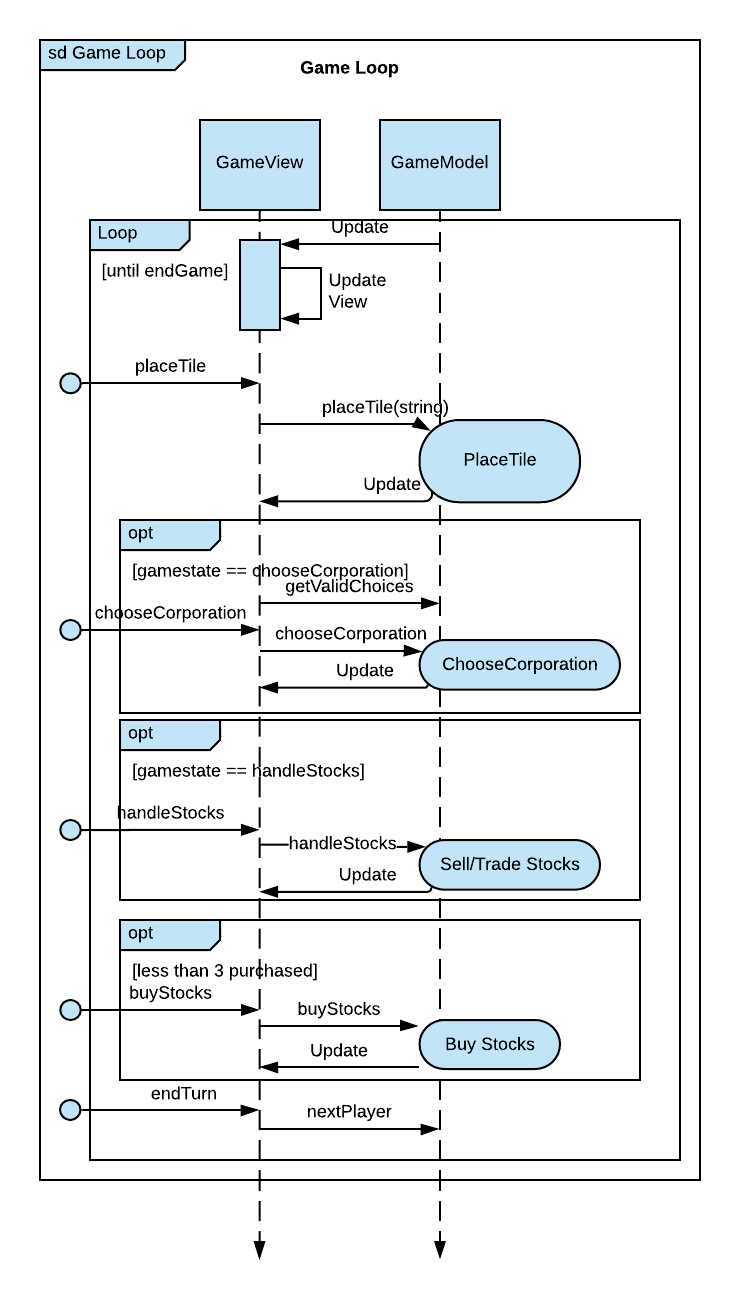 sd Game Loop
Game Loop
GameView
GameModel
Loop
Update
[until endGame]
Update
View
placeTile
placeTile(string)
PlaceTile
Update
opt
[gamestate == chooseCorporation]
getValidChoices
chooseCorporation
chooseCorporation
ChooseCorporation
Update
opt
[gamestate == handleStocks]
handleStocks
handleStocks
Sell/Trade Stocks
Update
opt
[less than 3 purchased]
buyStocks
buyStocks
Buy Stocks
Update
endTurn
nextPlayer